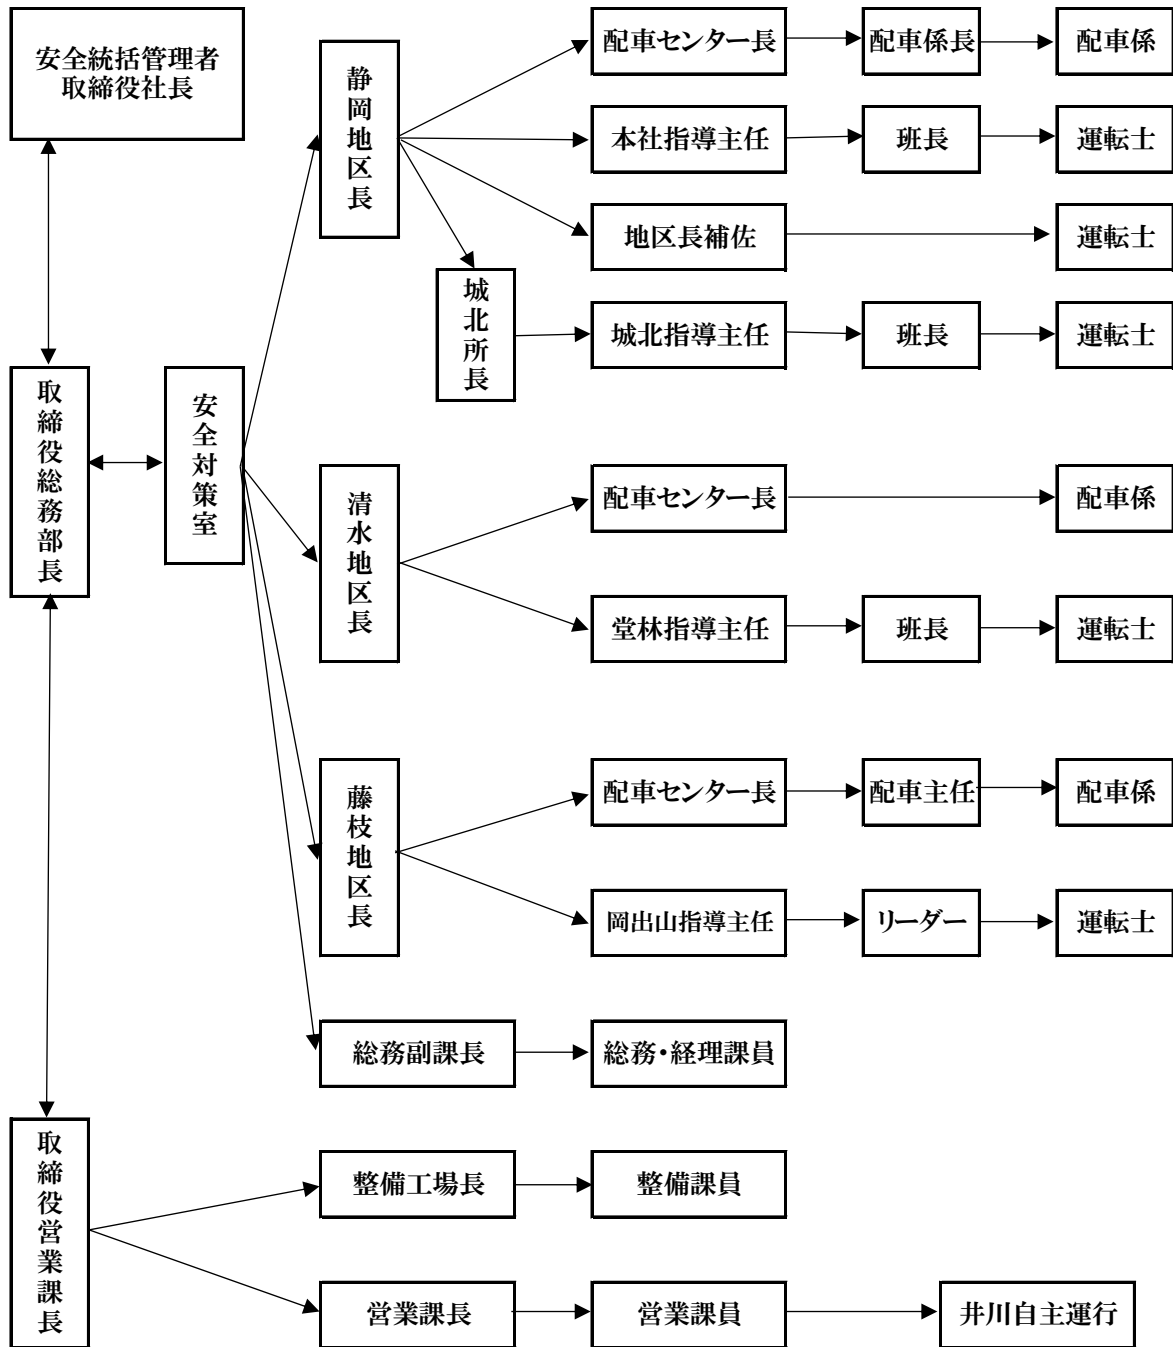 安全統括管理者
取締役社長
取締役総務部長
安全対策室
静岡地区長
配車センター長
配車係長
配車係
本社指導主任
班長
運転士
地区長補佐
運転士
城北所長
城北指導主任
班長
運転士
清水地区長
配車センター長
配車係
堂林指導主任
班長
運転士
藤枝地区長
配車センター長
配車主任
配車係
岡出山指導主任
リーダー
運転士
総務副課長
総務・経理課員
取締役営業課長
整備工場長
整備課員
営業課長
営業課員
井川自主運行